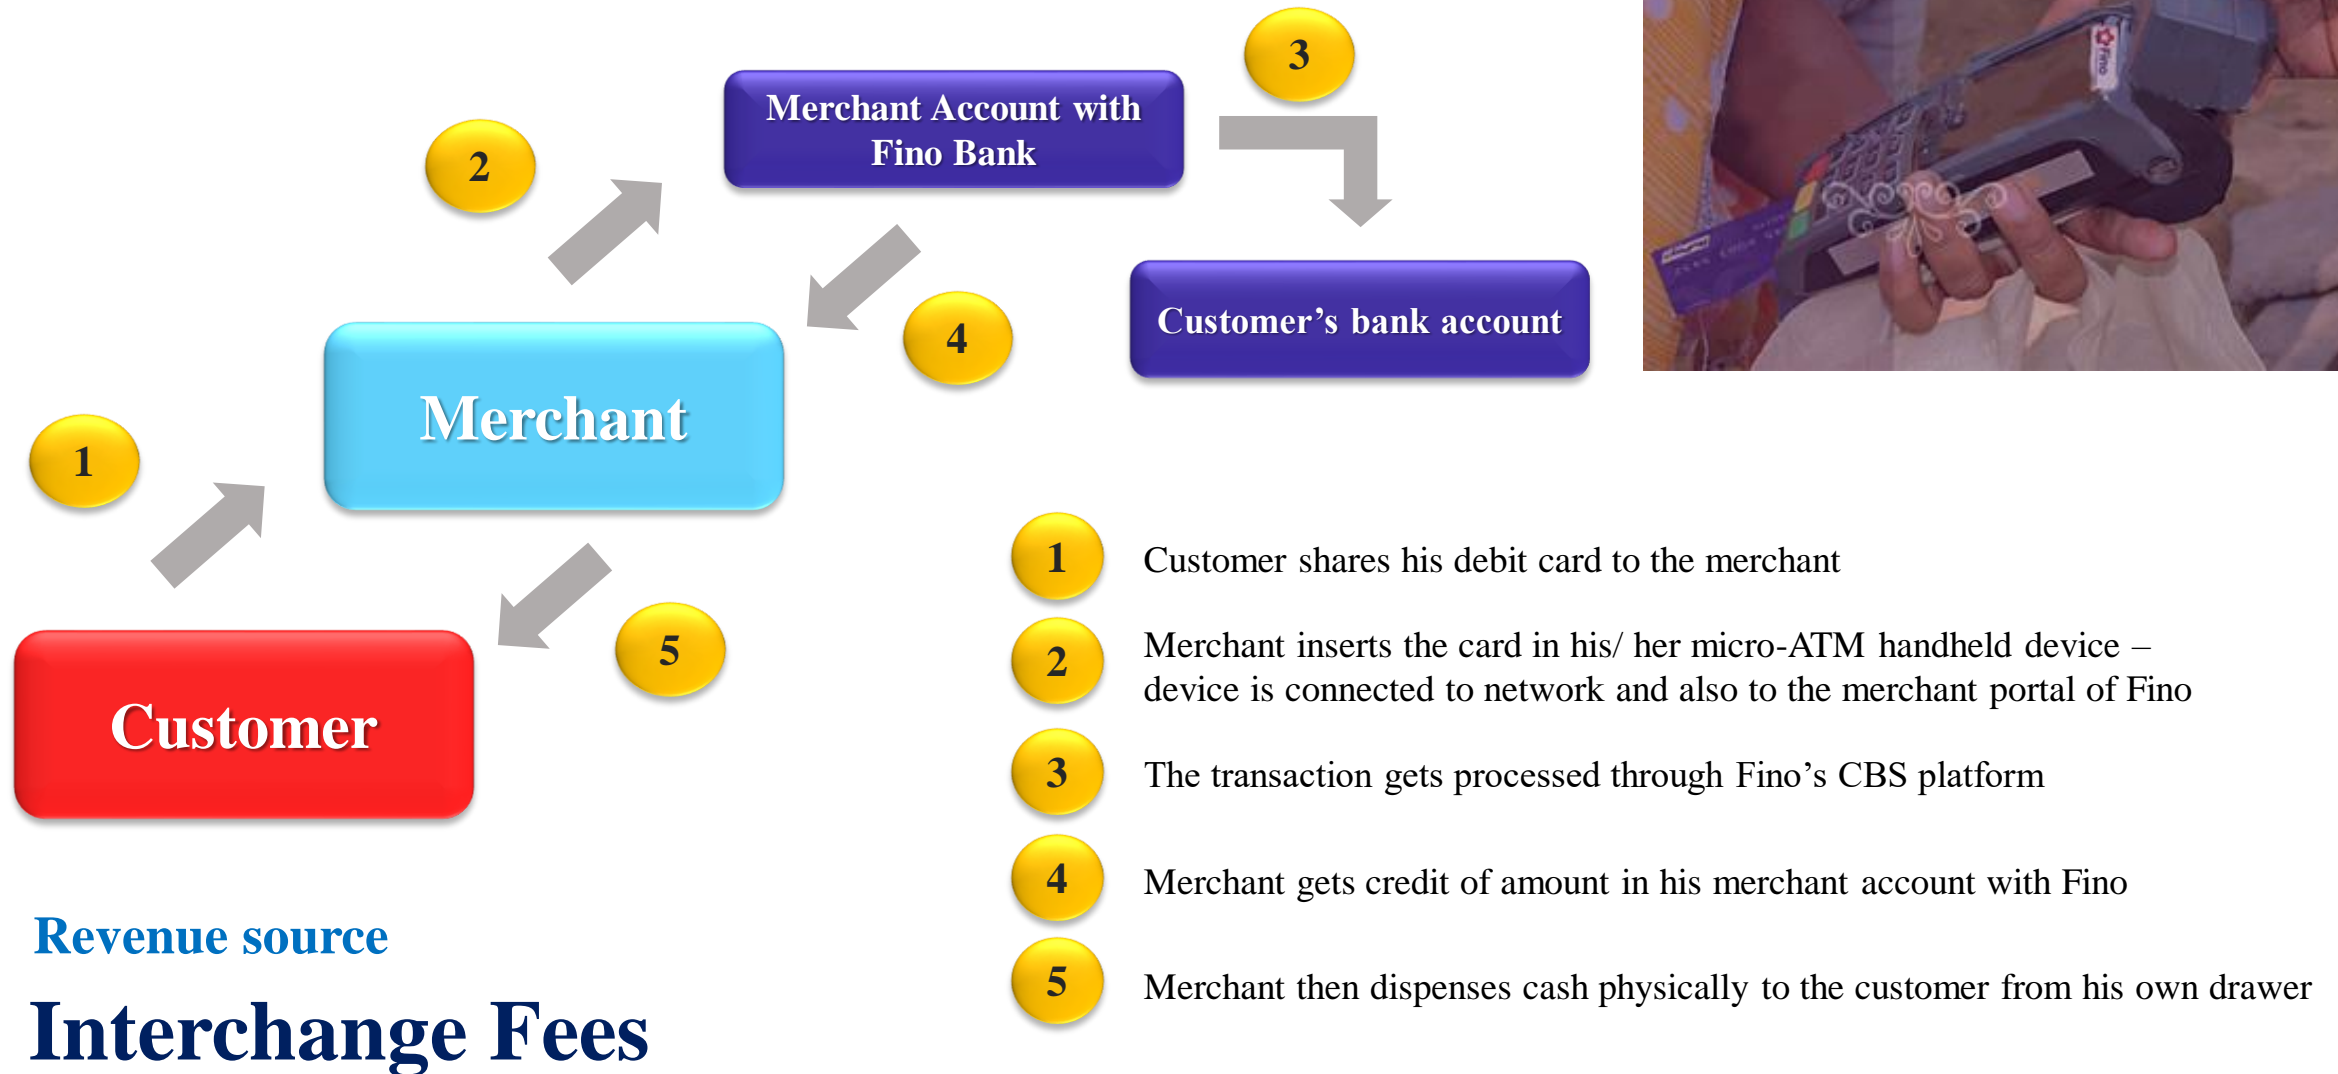 3
Merchant Account with
Fino Bank
2
Customer’s bank account
4
Merchant
1
5
Customer
1
Customer shares his debit card to the merchant
2
Merchant inserts the card in his/ her micro-ATM handheld device –
device is connected to network and also to the merchant portal of Fino
3
The transaction gets processed through Fino’s CBS platform
4
Merchant gets credit of amount in his merchant account with Fino
5
Merchant then dispenses cash physically to the customer from his own drawer
Revenue source
Interchange Fees
Fino